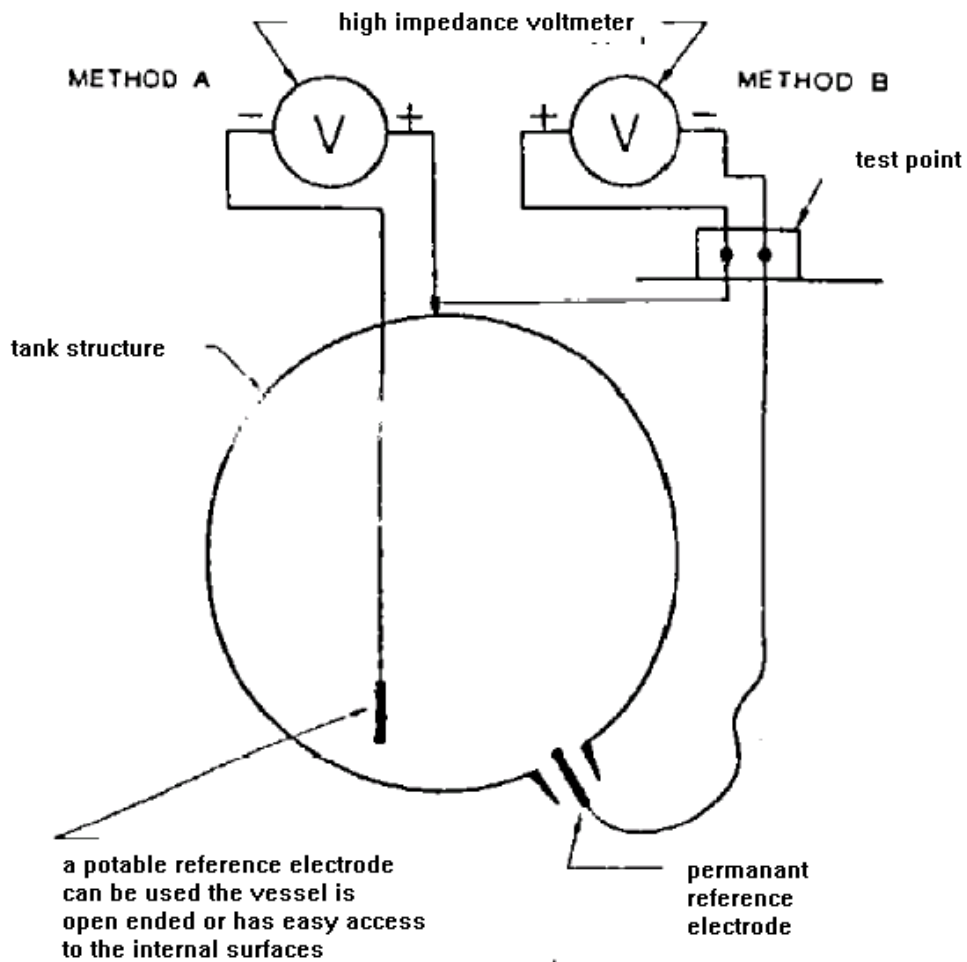 high impedance voltmeter
METHOD A
METHOD B
− V +
+ V −
test point
tank structure
a potable reference electrode
can be used the vessel is
open ended or has easy access
to the internal surfaces
permanant
reference
electrode